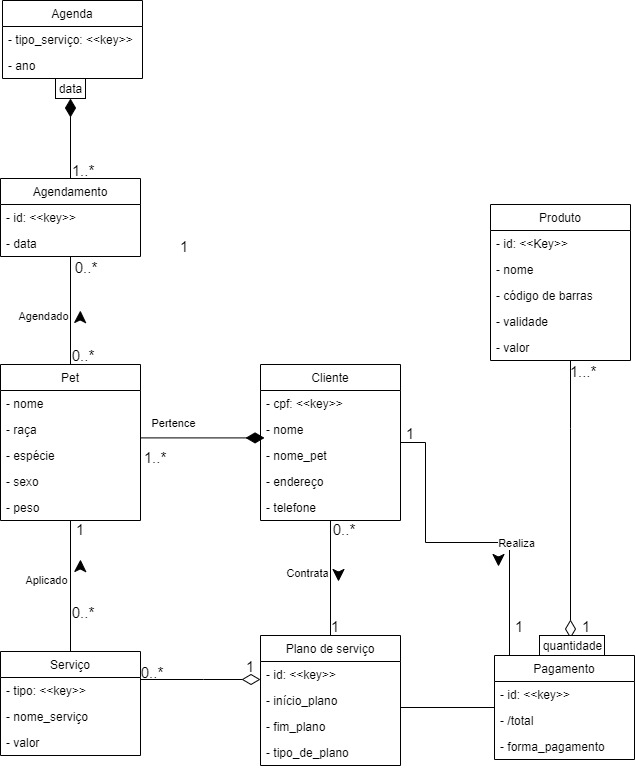 Agenda
- tipo_serviço: <<key>>
- ano
data
1..*
Agendamento
- id: <<key>>
- data
0..*
1
Agendado
0..*
Produto
- id: <<Key>>
- nome
- código de barras
- validade
- valor
1...*
Pet
- nome
- raça
- espécie
- sexo
- peso
Pertence
1..*
Cliente
- cpf: <<key>>
- nome
- nome_pet
- endereço
- telefone
1
Realiza
1
1
Aplicado
0..*
0..*
Contrata
1
1
quantidade
Serviço
- tipo: <<key>>
- nome_serviço
- valor
0..*
1
Plano de serviço
- id: <<key>>
- início_plano
- fim_plano
- tipo_de_plano
Pagamento
- id: <<key>>
- /total
- forma_pagamento